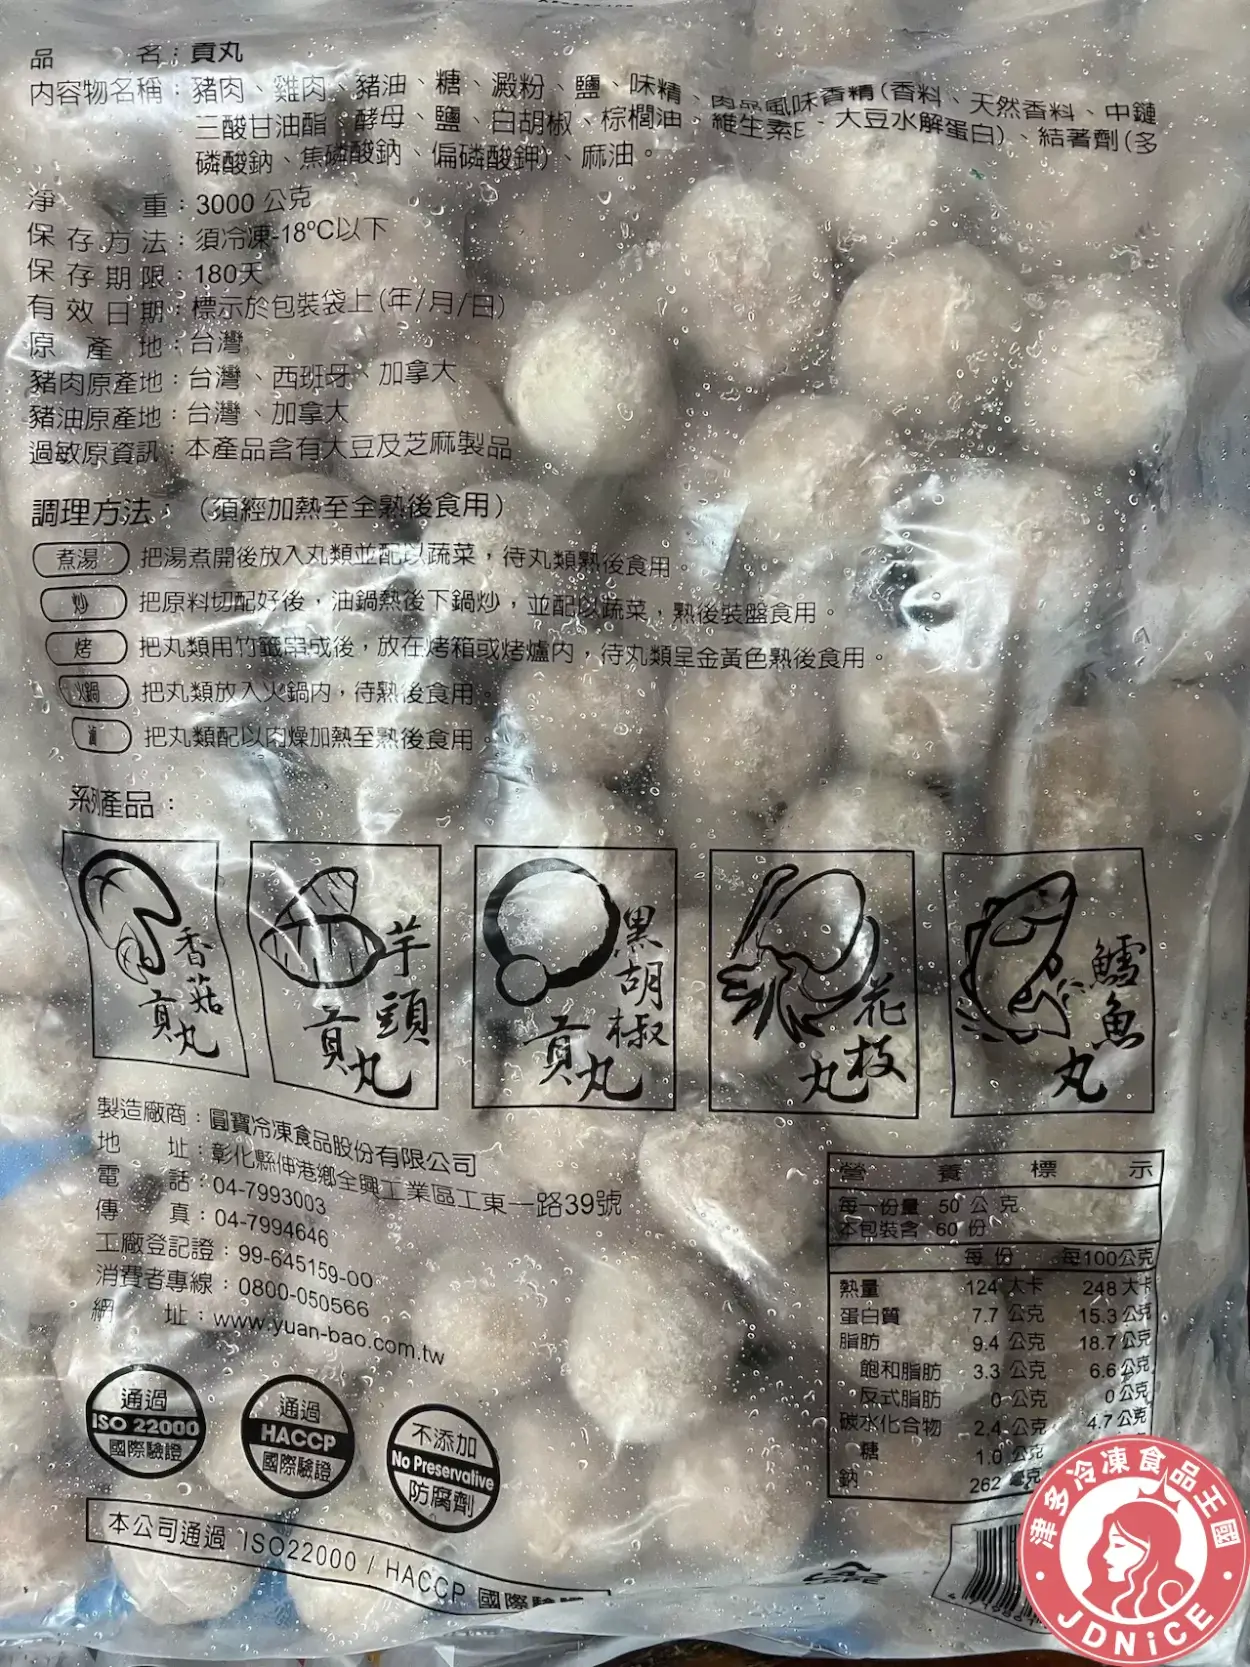 品名：貢丸
內容物名稱：豬肉、雞肉、豬油、糖、澱粉、鹽、味精、肉品風味香精(香料、天然香料、中鏈
三酸甘油酯、酵母、鹽、白胡椒、棕櫚油、維生素E、大豆水解蛋白)、結著劑(多
磷酸鈉、焦磷酸鈉、偏磷酸鉀)、麻油。
淨重：3000 公克
保存方法：須冷凍-18°C以下
保存期限：180天
有效日期：標示於包裝袋上(年/月/日)
原產地：台灣
豬肉原產地：台灣、西班牙、加拿大
豬油原產地：台灣、加拿大
過敏原資訊：本產品含有大豆及芝麻製品
調理方法：（須經加熱至全熟後食用）
煮湯 把湯煮開後放入丸類並配以蔬菜，待丸類熟後食用。
炒 把原料切配好後，油鍋熱後下鍋炒，並配以蔬菜，熟後裝盤食用。
烤 把丸類用竹籤串成後，放在烤箱或烤爐內，待丸類呈金黃色熟後食用。
火鍋 把丸類放入火鍋內，待熟後食用。
滷 把丸類配以肉燥加熱至熟後食用。
系列產品：
香菇貢丸
芋頭貢丸
黑胡椒貢丸
花枝丸
鱈魚丸
製造廠商：圓寶冷凍食品股份有限公司
地址：彰化縣伸港鄉全興工業區工東一路39號
電話：04-7993003
傳真：04-7994646
工廠登記證：99-645159-00
消費者專線：0800-050566
網址：www.yuan-bao.com.tw
通過
ISO 22000
國際驗證
通過
HACCP
國際驗證
不添加
No Preservative
防腐劑
本公司通過 ISO22000 / HACCP 國際
營養標示
每一份量 50 公克
本包裝含 60 份
每份 每100公克
熱量 124 大卡 248 大卡
蛋白質 7.7 公克 15.3 公克
脂肪 9.4 公克 18.7 公克
飽和脂肪 3.3 公克 6.6 公克
反式脂肪 0 公克 0 公克
碳水化合物 2.4 公克 4.7 公克
糖 1.0 公克
鈉 262 毫克
津多冷凍食品王國
JDNiCE